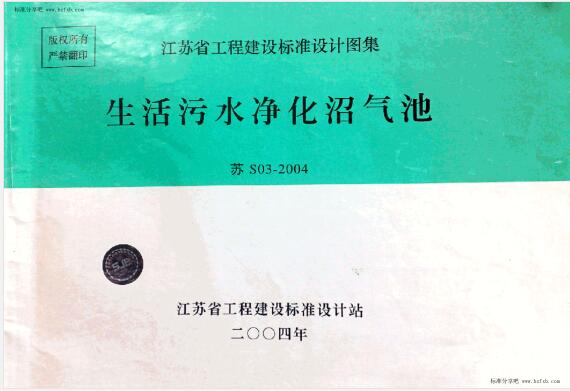 标准分享吧 www.bzfxb.com
版权所有
严禁翻印
江苏省工程建设标准设计图集
生活污水净化沼气池
苏 S03-2004
SJB
江苏省工程建设标准设计站
二〇〇四年
标准分享吧 www.bzfxb.com